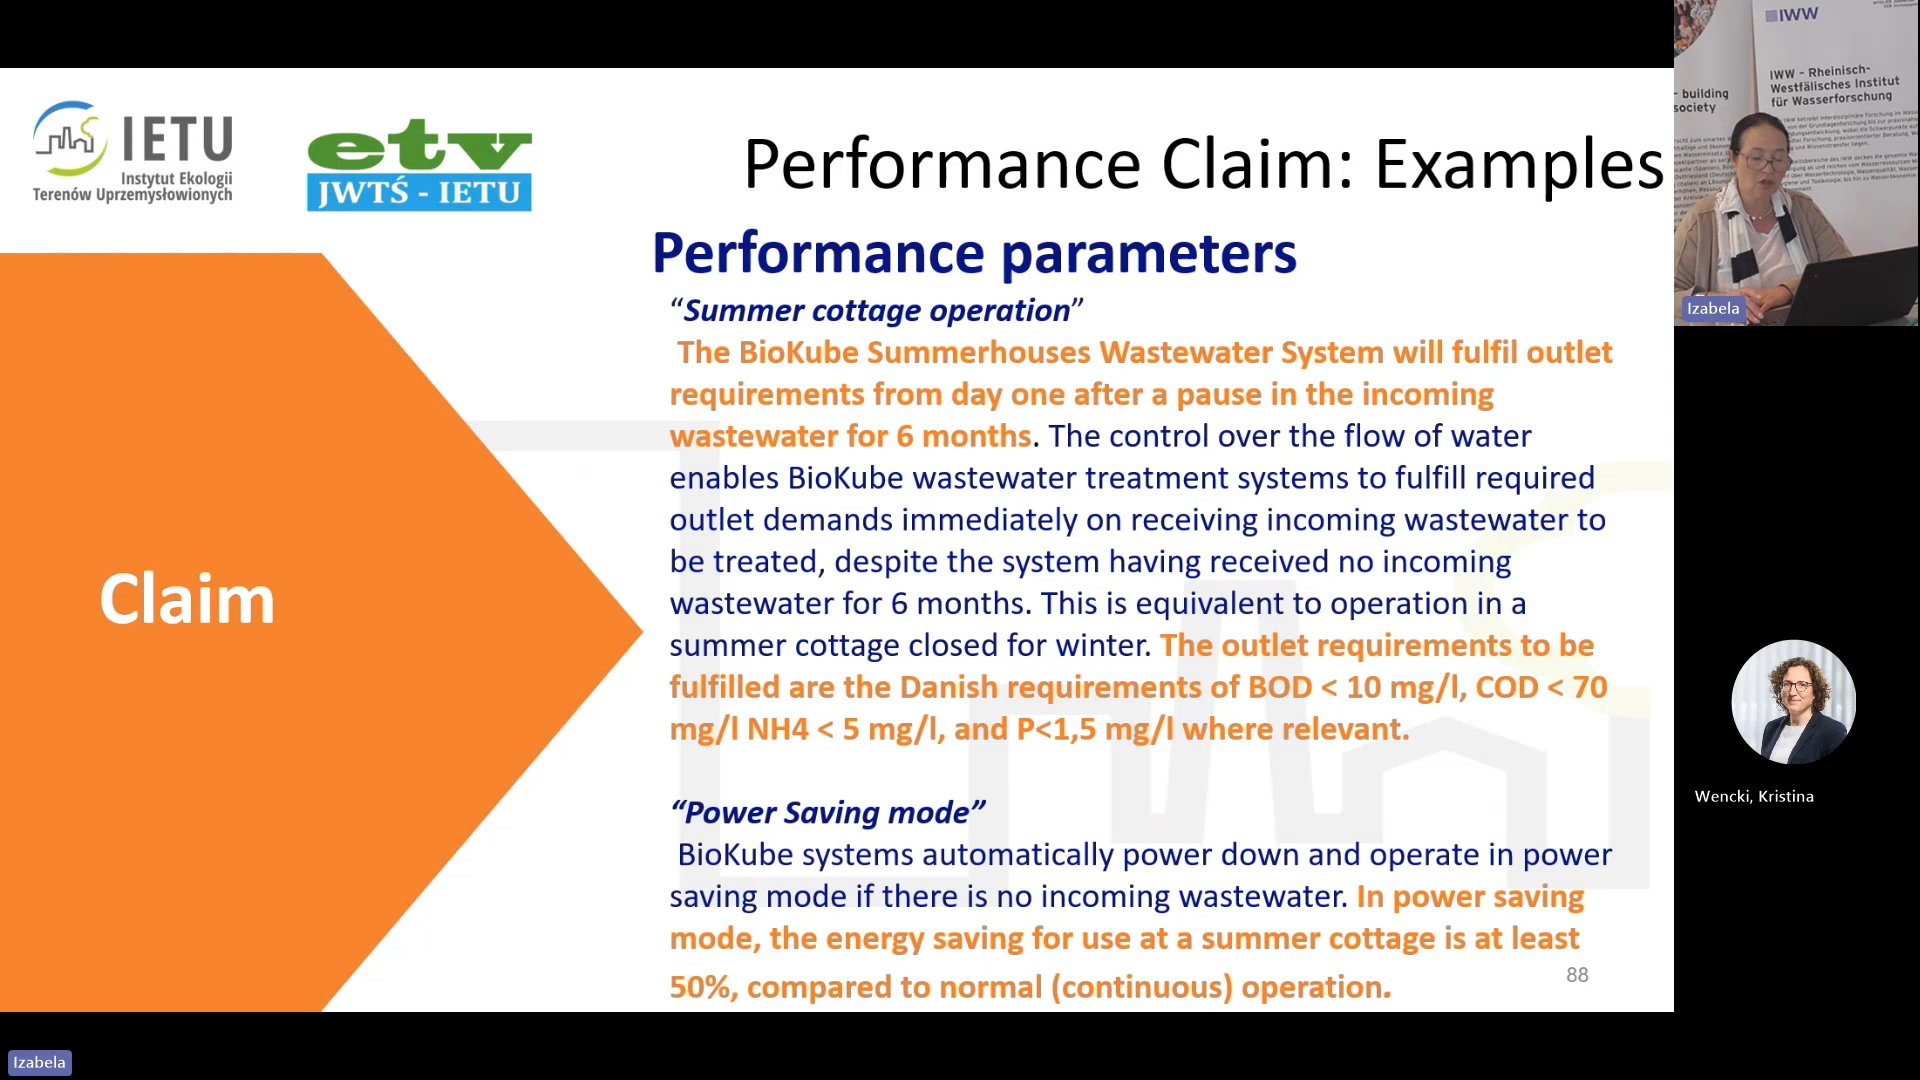 IETU
Instytut Ekologii
Terenów Uprzemysłowionych
etv
JWTŚ - IETU
Performance Claim: Examples
Performance parameters
Claim
“Summer cottage operation”
The BioKube Summerhouses Wastewater System will fulfil outlet
requirements from day one after a pause in the incoming
wastewater for 6 months. The control over the flow of water
enables BioKube wastewater treatment systems to fulfill required
outlet demands immediately on receiving incoming wastewater to
be treated, despite the system having received no incoming
wastewater for 6 months. This is equivalent to operation in a
summer cottage closed for winter. The outlet requirements to be
fulfilled are the Danish requirements of BOD < 10 mg/l, COD < 70
mg/l NH4 < 5 mg/l, and P<1,5 mg/l where relevant.
“Power Saving mode”
BioKube systems automatically power down and operate in power
saving mode if there is no incoming wastewater. In power saving
mode, the energy saving for use at a summer cottage is at least
50%, compared to normal (continuous) operation.
88
IWW
IWW - Rheinisch-
Westfälisches Institut
für Wasserforschung
- building
society
Izabela
Wencki, Kristina
Izabela